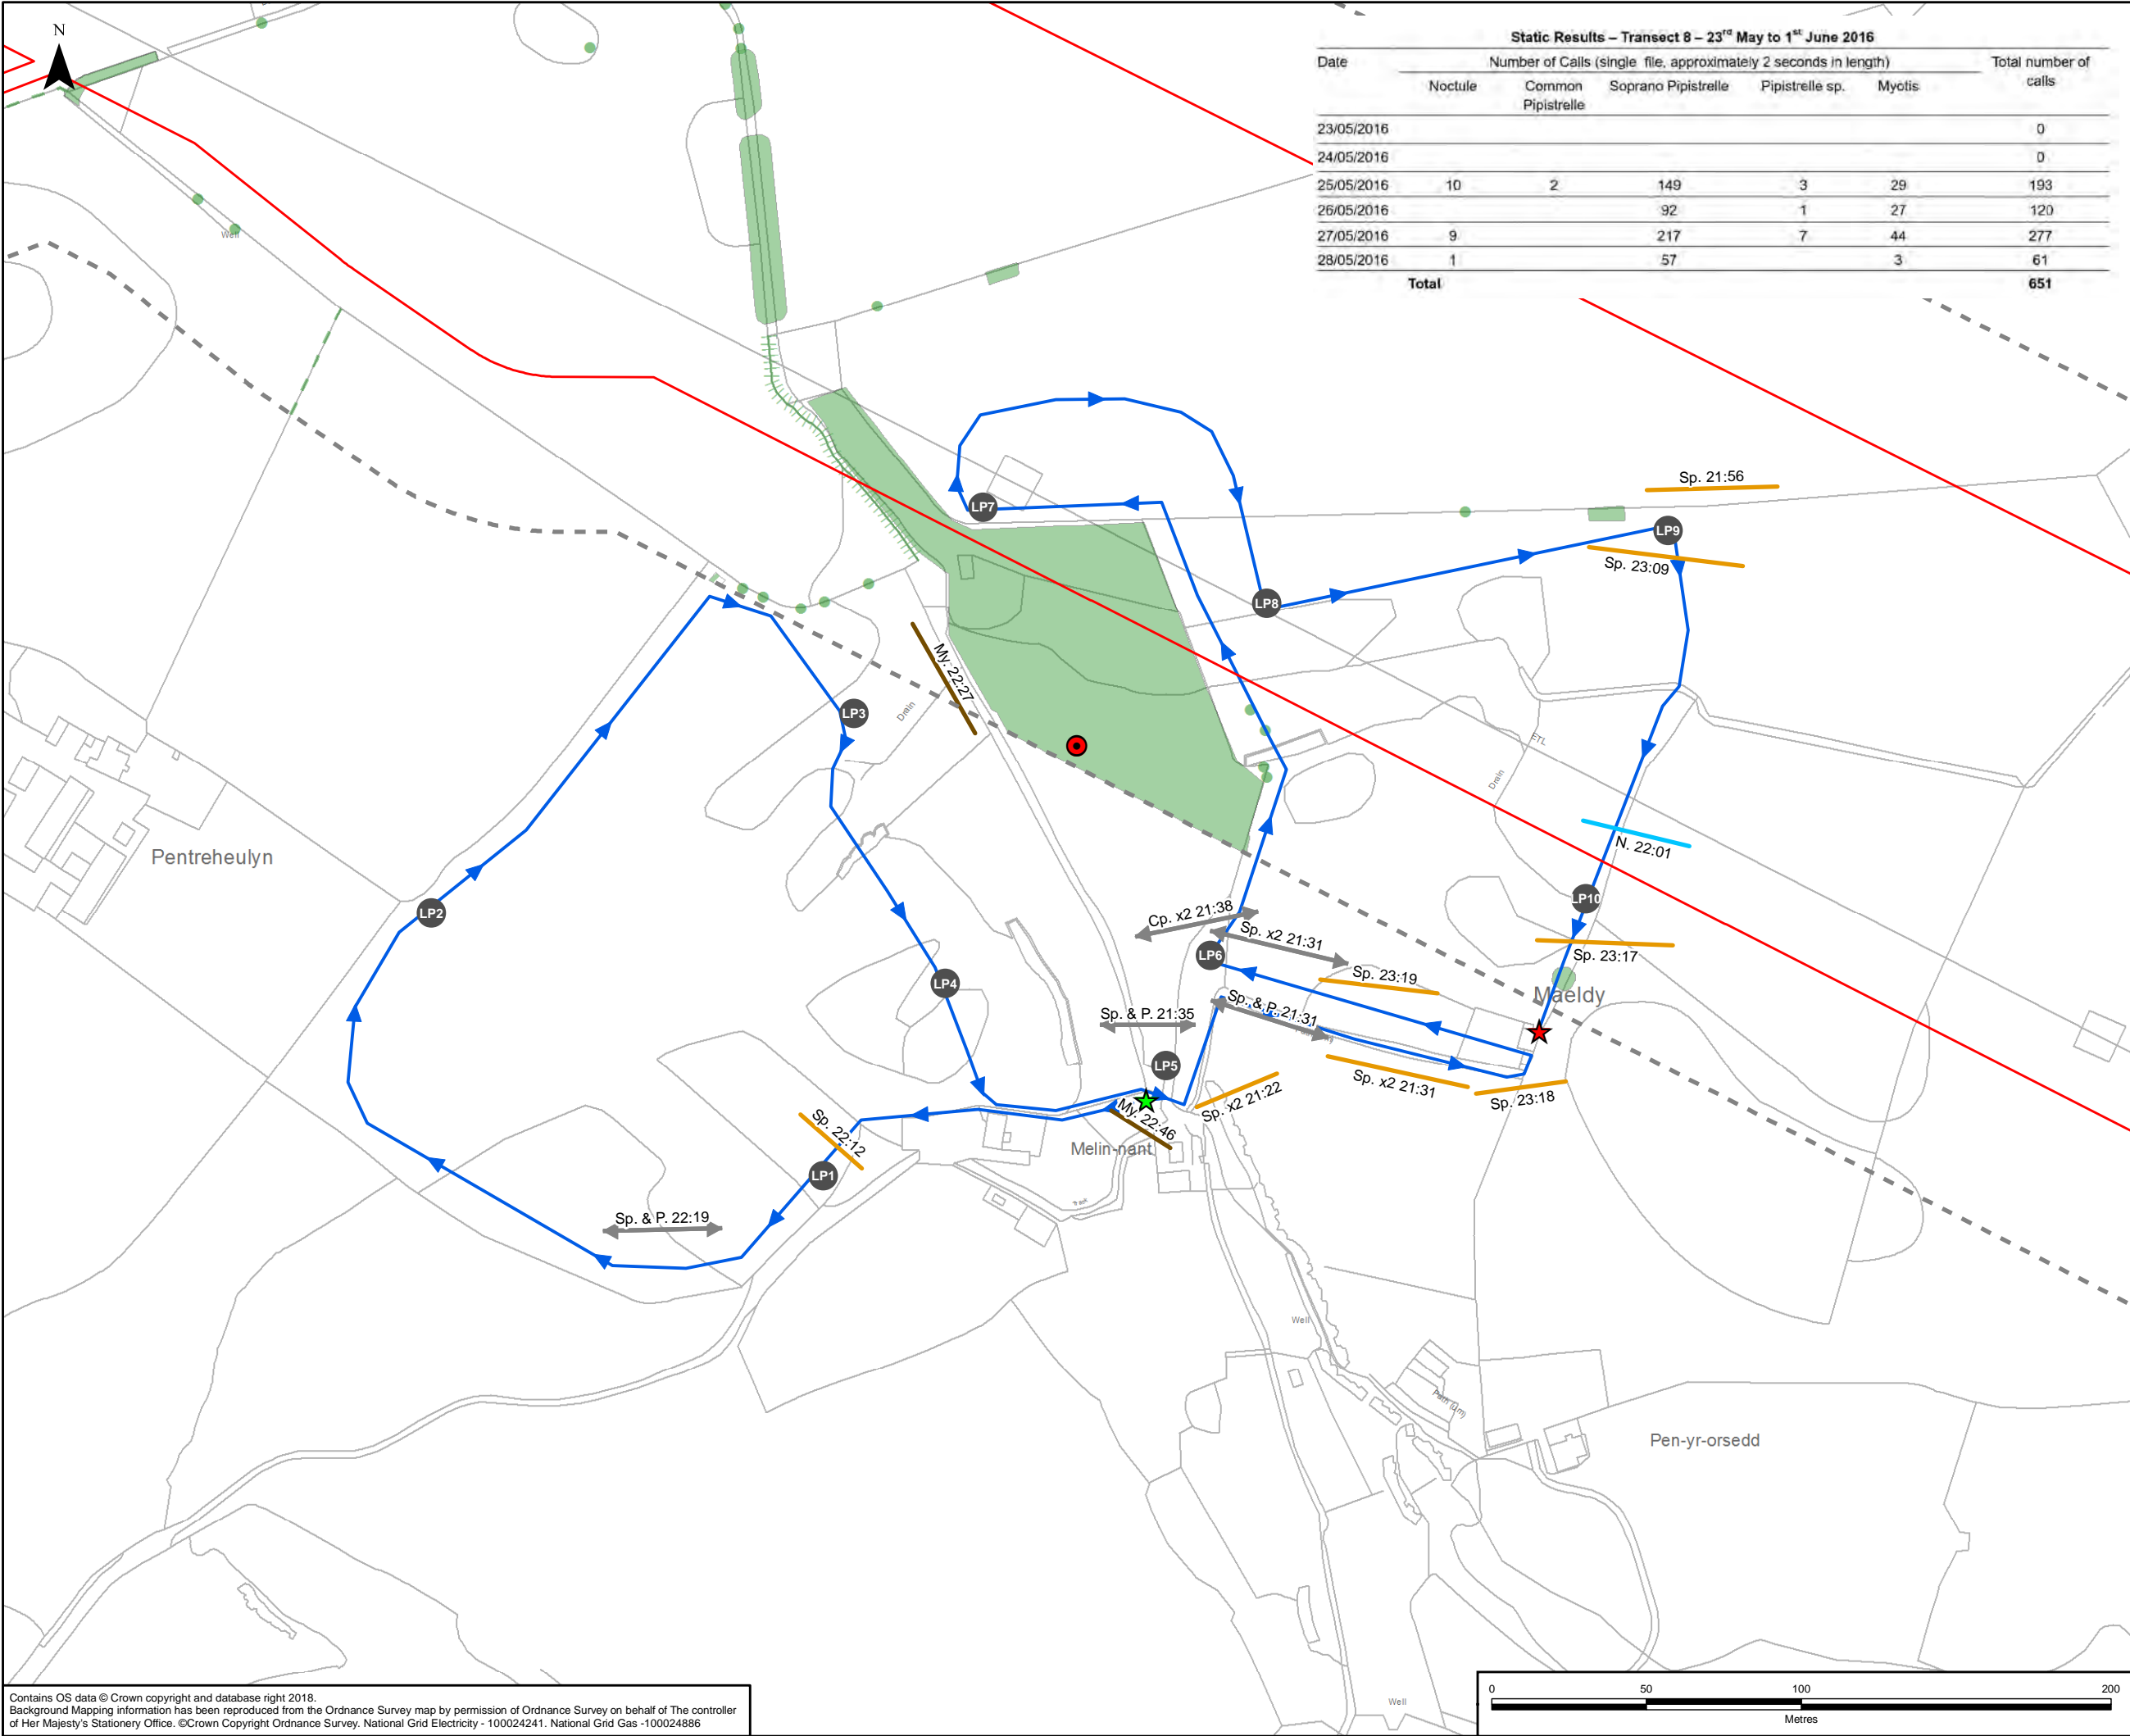 N
Static Results – Transect 8 – 23rd May to 1st June 2016
Date Number of Calls (single file, approximately 2 seconds in length) Total number of calls
Noctule Common Pipistrelle Soprano Pipistrelle Pipistrelle sp. Myotis
23/05/2016 0
24/05/2016 0
25/05/2016 10 2 149 3 29 193
26/05/2016 92 1 27 120
27/05/2016 9 217 7 44 277
28/05/2016 1 57 3 61
Total 651
Well
Sp. 21:56
LP7
LP9
Sp. 23:09
LP8
My. 22:27
LP3
Drain
ETL
Drain
N. 22:01
Pentreheulyn
LP2
LP10
Cp. x2 21:38
Sp. x2 21:31
LP6
Sp. 23:17
Sp. 23:19
LP4
Maeldy
Sp. & P. 21:31
Sp. & P. 21:35
LP5
Sp. x2 21:31
Sp. x2 21:22
Sp. 23:18
My. 22:46
Sp. 22:12
Melin-nant
LP1
Sp. & P. 22:19
Well
Path (um)
Pen-yr-orsedd
Well
Contains OS data © Crown copyright and database right 2018.
Background Mapping information has been reproduced from the Ordnance Survey map by permission of Ordnance Survey on behalf of The controller
of Her Majesty's Stationery Office. ©Crown Copyright Ordnance Survey. National Grid Electricity - 100024241. National Grid Gas -100024886
0 50 100 200
Metres